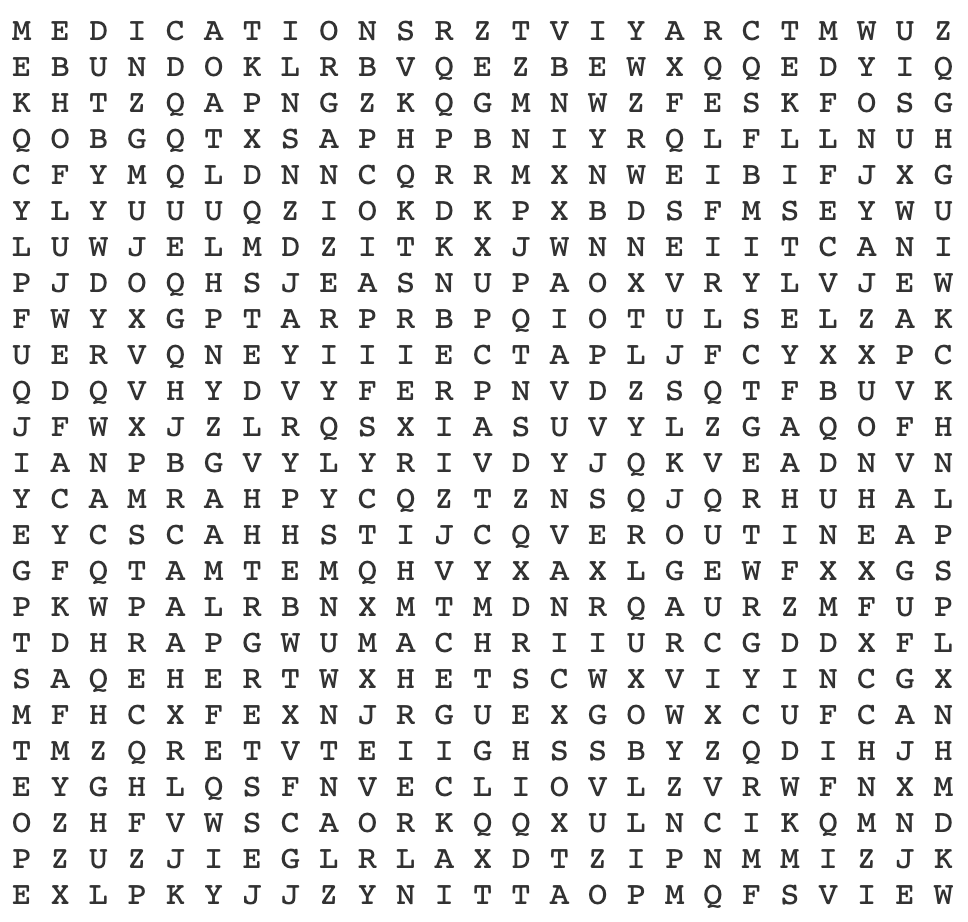 M E D I C A T I O N S R Z T V I Y A R C T M W U Z
E B U N D O K L R B V Q E Z B E W X Q Q E D Y I Q
K H T Z Q A P N G Z K Q G M N W Z F E S K F O S G
Q O B G Q T X S A P H P B N I Y R Q L F L L N U H
C F Y M Q L D N N C Q R R M X N W E I B I F J X G
Y L Y U U U Q Z I O K D K P X B D S F M S E Y W U
L U W J E L M D Z I T K X J W N N E I I T C A N I
P J D O Q H S J E A S N U P A O X V R Y L V J E W
F W Y X G P T A R P R B P Q I O T U L S E L Z A K
U E R V Q N E Y I I I E C T A P L J F C Y X X P C
Q D Q V H Y D V Y F E R P N V D Z S Q T F B U V K
J F W X J Z L R Q S X I A S U V Y L Z G A Q O F H
I A N P B G V Y L Y R I V D Y J Q K V E A D N V N
Y C A M R A H P Y C Q Z T Z N S Q J Q R H U H A L
E Y C S C A H H S T I J C Q V E R O U T I N E A P
G F Q T A M T E M Q H V Y X A X L G E W F X X G S
P K W P A L R B N X M T M D N R Q A U R Z M F U P
T D H R A P G W U M A C H R I I U R C G D D X F L
S A Q E H E R T W X H E T S C W X V I Y I N C G X
M F H C X F E X N J R G U E X G O W X C U F C A N
T M Z Q R E T V T E I I G H S S B Y Z Q D I H J H
E Y G H L Q S F N V E C L I O V L Z V R W F N X M
O Z H F V W S C A O R K Q Q X U L N C I K Q M N D
P Z U Z J I E G L R L A X D T Z I P N M M I Z J K
E X L P K Y J J Z Y N I T T A O P M Q F S V I E W